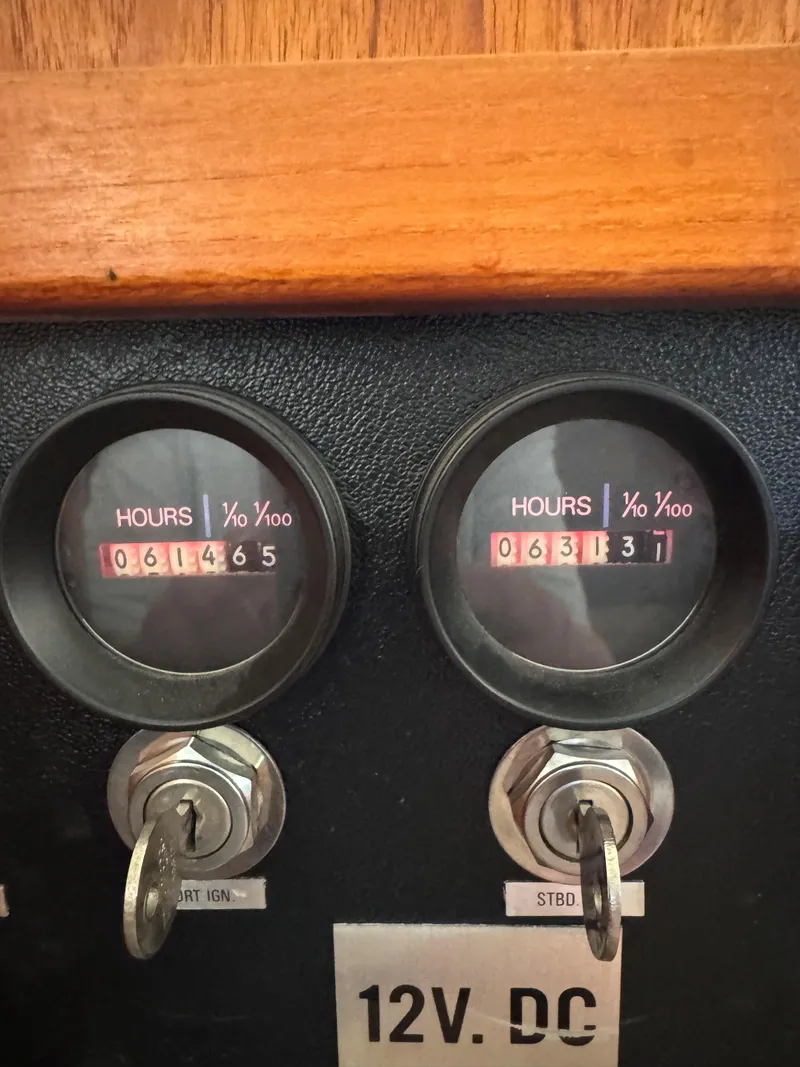 HOURS | 1/10 1/100
061465
HOURS | 1/10 1/100
063131
ORT IGN.
STBD.
12V. DC